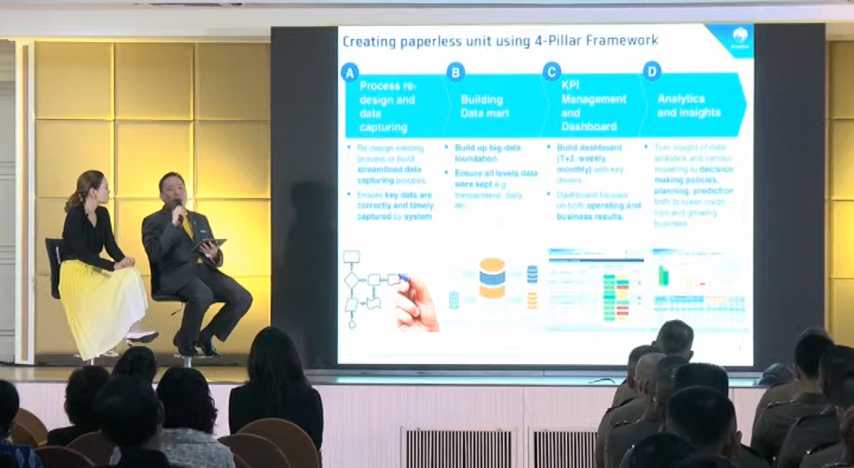 Creating paperless unit using 4-Pillar Framework
A
Process re-
design and
data
capturing
B
Building
Data mart
C
KPI
Management
and
Dashboard
D
Analytics
and insights
• Re-design existing
process or build
streamlined data
capturing process.
• Ensure key data are
correctly and timely
captured by system
• Build up big data
foundation
• Ensure all levels data
were kept e.g.
transactional, daily,
etc.
• Build dashboard
(T+2, weekly,
monthly) with key
drivers
• Dashboard focuses
on both operating and
business results.
• Turn insight of data
analytics and various
modeling to decision
making policies,
planning, prediction
both to lower credit
loss and growing
business